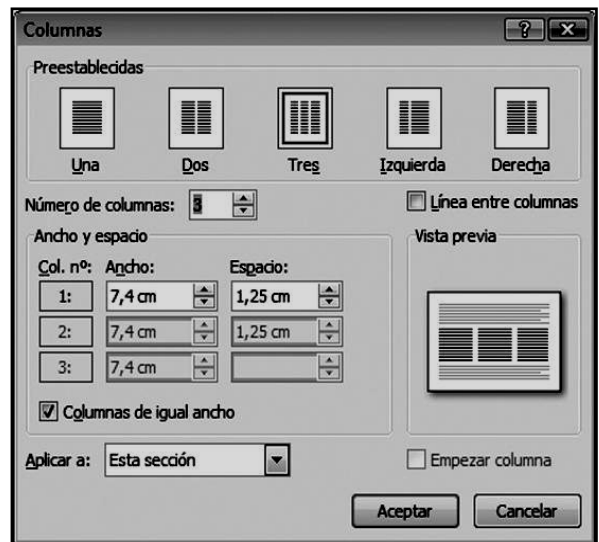 Columnas
Preestablecidas
Una Dos Tres Izquierda Derecha
Número de columnas: 3 Línea entre columnas
Ancho y espacio Vista previa
Col. nº: Ancho: Espacio:
1: 7,4 cm 1,25 cm
2: 7,4 cm 1,25 cm
3: 7,4 cm
Columnas de igual ancho
Aplicar a: Esta sección Empezar columna
Aceptar Cancelar